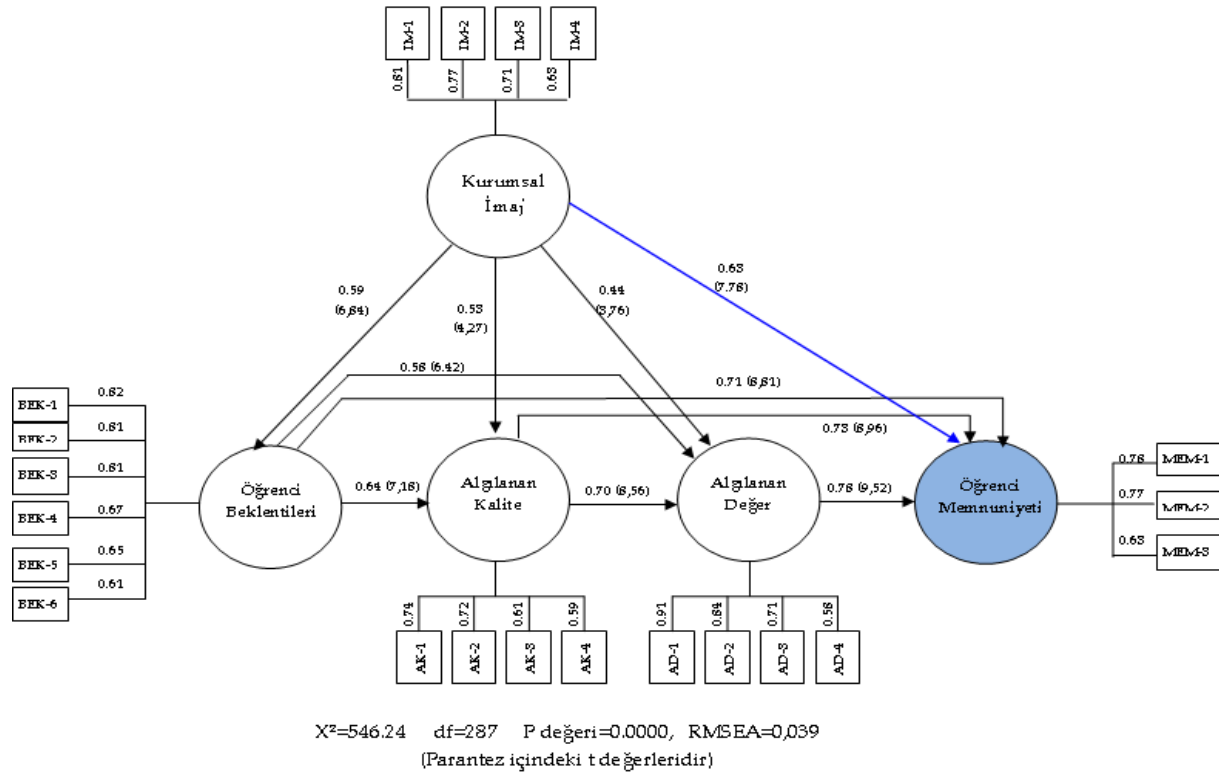 IM-1
IM-2
IM-3
IM-4
0.81
0.77
0.71
0.63
Kurumsal
İmaj
0.59
(6,84)
0.53
(4,27)
0.44
(3,76)
0.63
(7.78)
0.58 (6.42)
0.71 (8,81)
0.73 (8,96)
BEK-1
0.82
BEK-2
0.81
BEK-3
0.81
BEK-4
0.67
BEK-5
0.65
BEK-6
0.61
Öğrenci
Beklentileri
0.64 (7,18)
Algılanan
Kalite
0.70 (8,56)
Algılanan
Değer
0.78 (9,52)
Öğrenci
Memnuniyeti
0.78
MEM-1
0.77
MEM-2
0.63
MEM-3
0.74
0.72
0.61
0.59
AK-1
AK-2
AK-3
AK-4
0.91
0.84
0.71
0.58
AD-1
AD-2
AD-3
AD-4
X²=546.24 df=287 P değeri=0.0000, RMSEA=0,039
(Parantez içindeki t değerleridir)